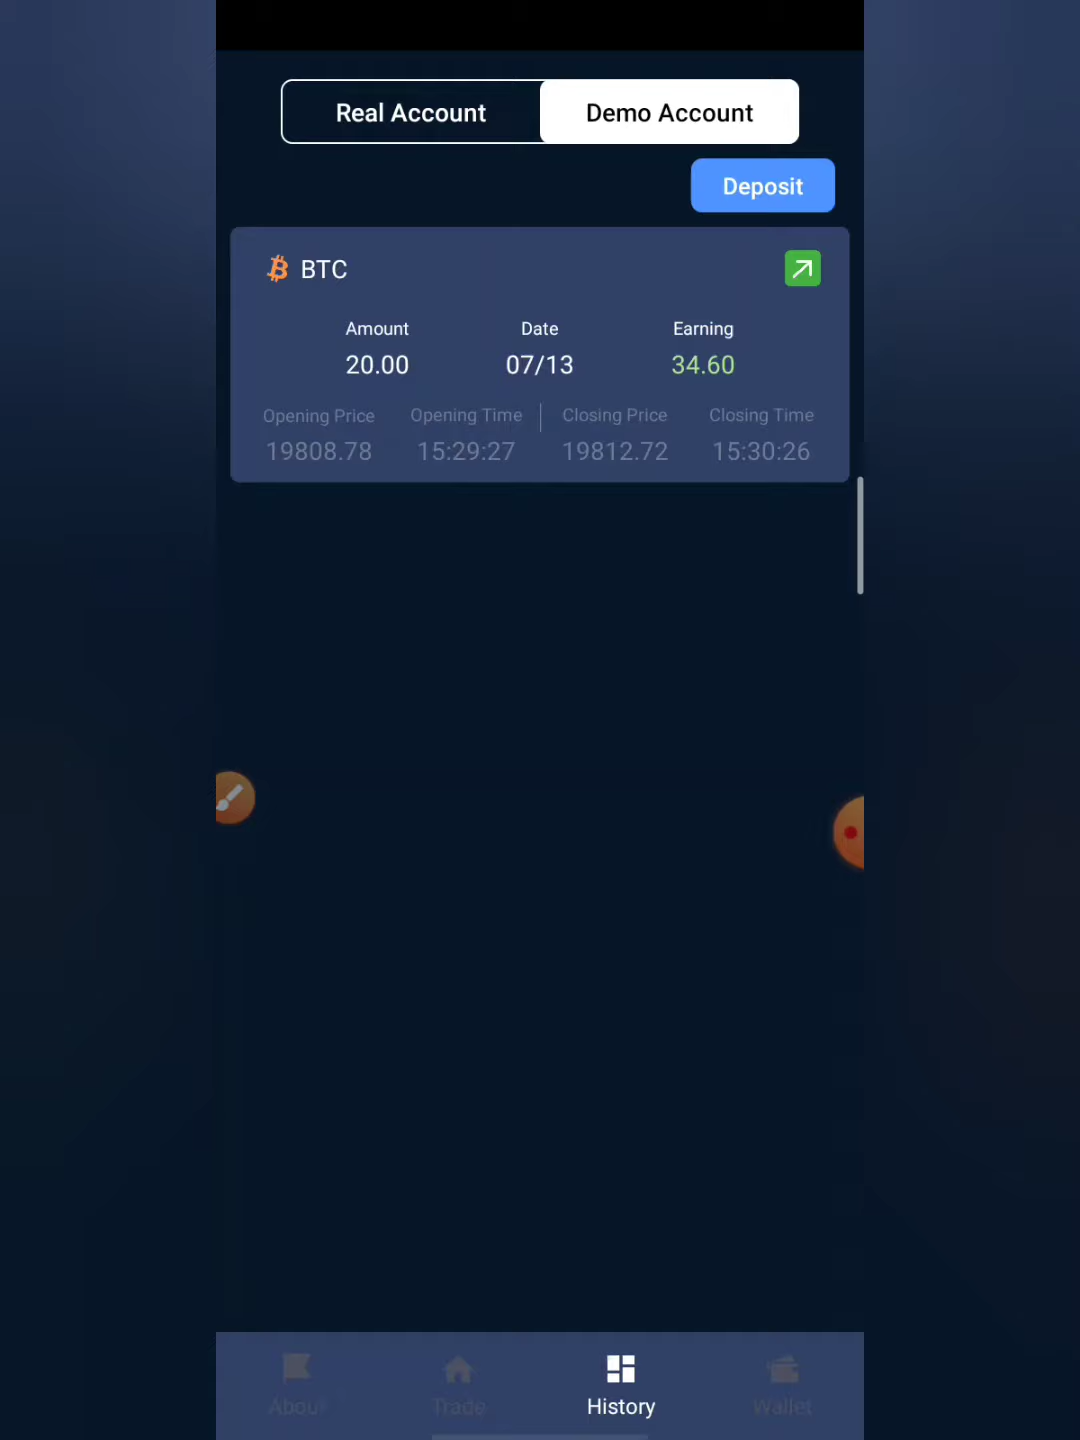 Real Account Demo Account
Deposit
BTC
Amount Date Earning
20.00 07/13 34.60
Opening Price Opening Time Closing Price Closing Time
19808.78 15:29:27 19812.72 15:30:26
About Trade History Wallet